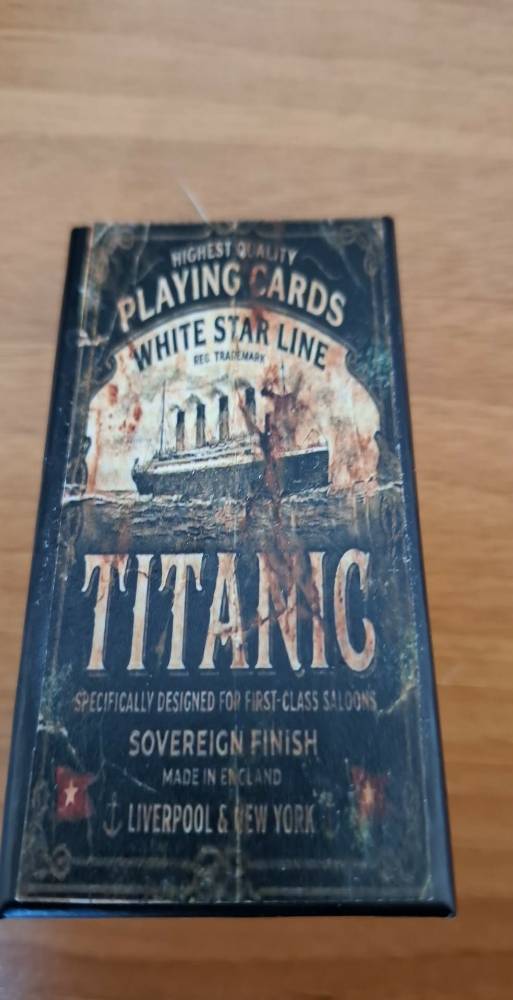 HIGHEST QUALITY
PLAYING CARDS
WHITE STAR LINE
REG. TRADEMARK
TITANIC
SPECIFICALLY DESIGNED FOR FIRST-CLASS SALOONS
SOVEREIGN FINISH
MADE IN ENGLAND
LIVERPOOL & NEW YORK